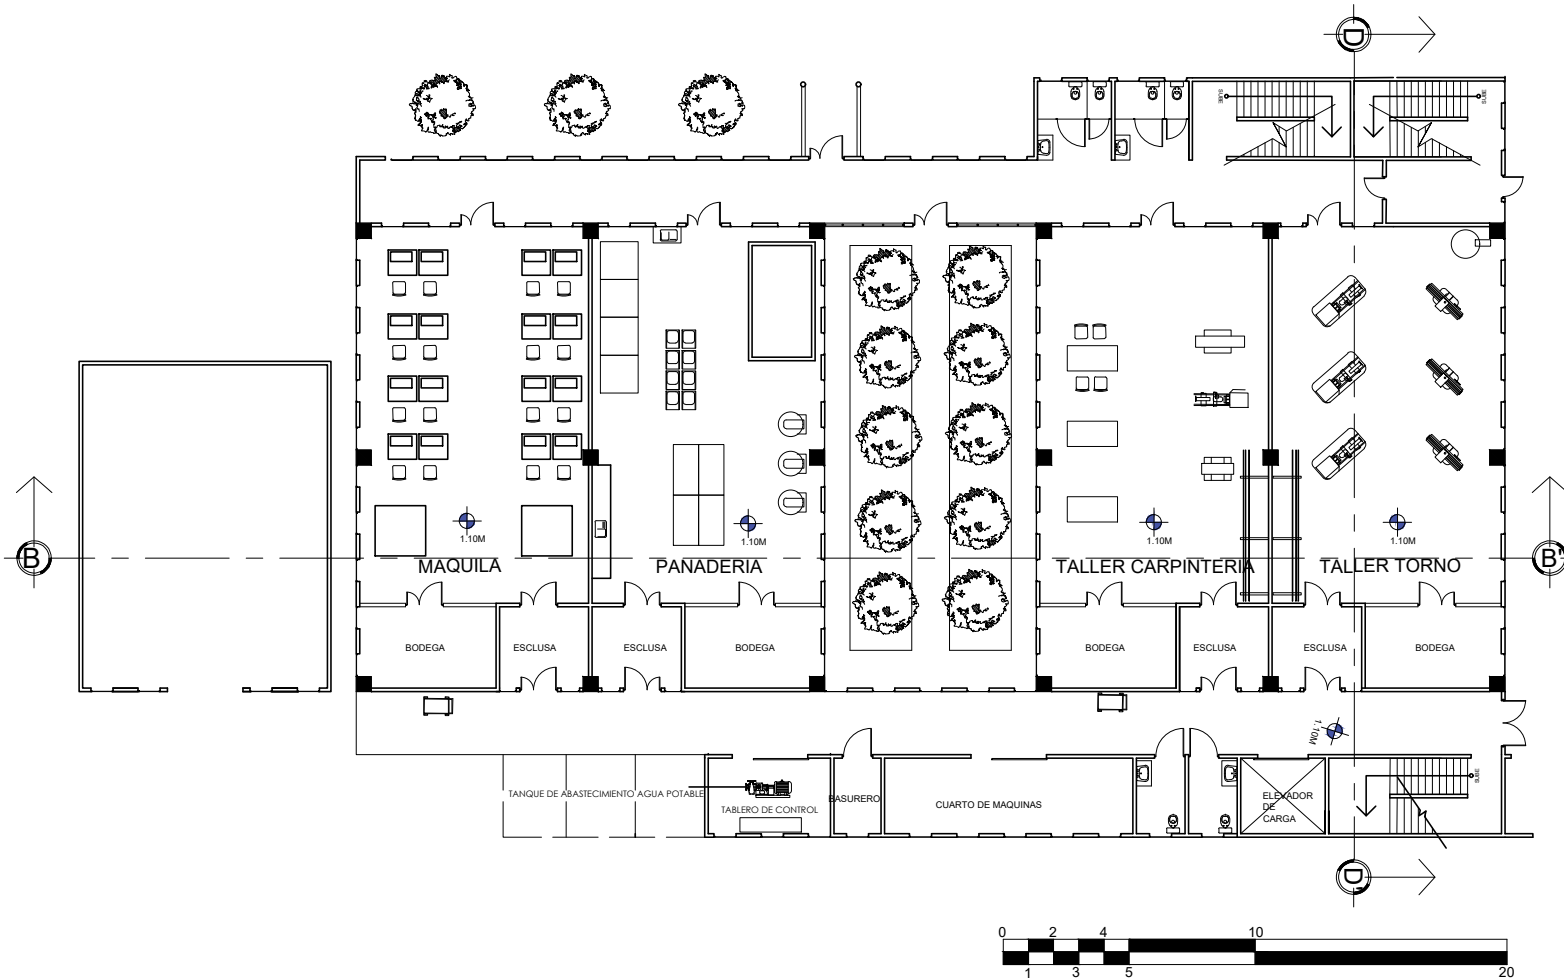 D
SUBE
SUBE
1.10M
1.10M
1.10M
1.10M
B
B'
MAQUILA
PANADERIA
TALLER CARPINTERIA
TALLER TORNO
BODEGA
ESCLUSA
ESCLUSA
BODEGA
BODEGA
ESCLUSA
ESCLUSA
BODEGA
1.10M
SUBE
TANQUE DE ABASTECIMIENTO AGUA POTABLE
TABLERO DE CONTROL
BASURERO
CUARTO DE MAQUINAS
ELEVADOR
DE
CARGA
D'
0 2 4 10
1 3 5 20